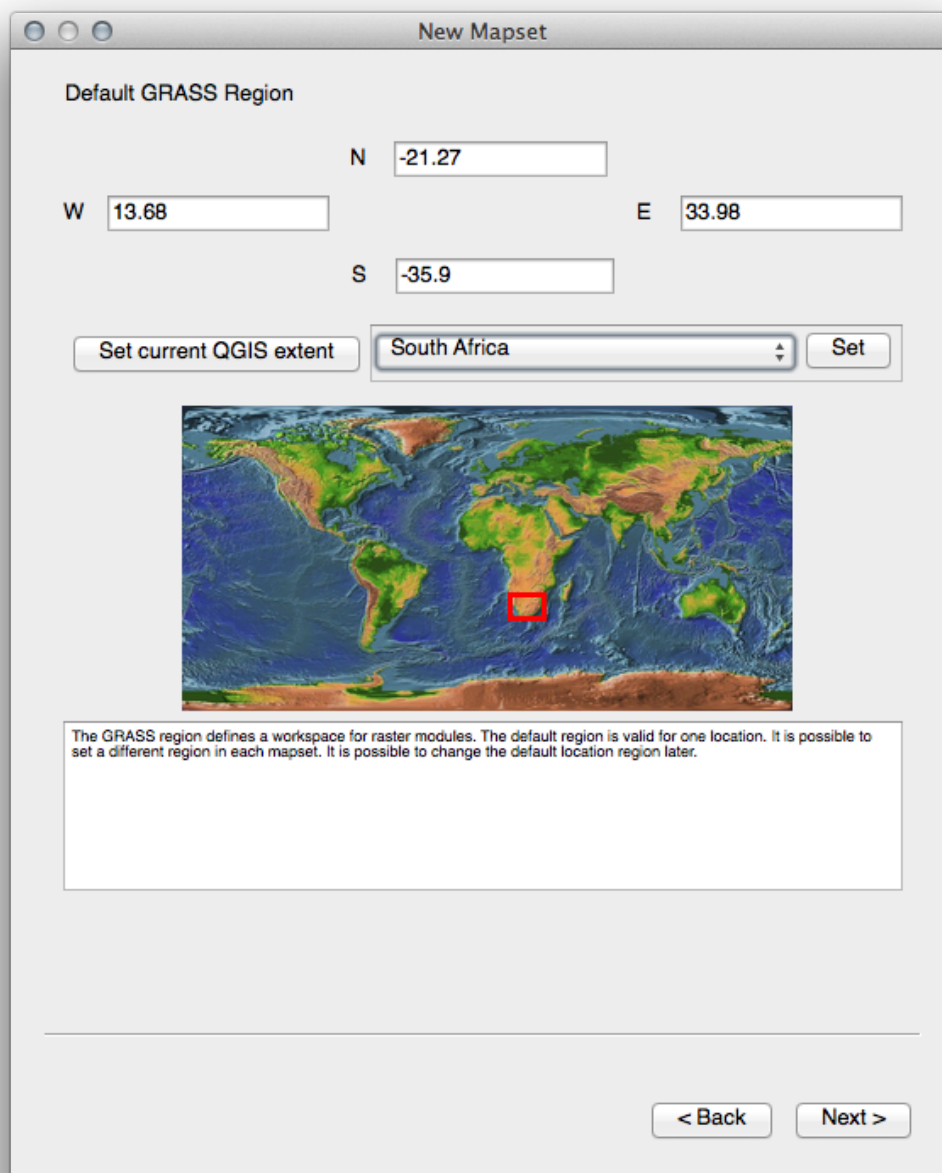 New Mapset
Default GRASS Region
N -21.27
W 13.68 E 33.98
S -35.9
Set current QGIS extent South Africa Set
The GRASS region defines a workspace for raster modules. The default region is valid for one location. It is possible to
set a different region in each mapset. It is possible to change the default location region later.
< Back Next >